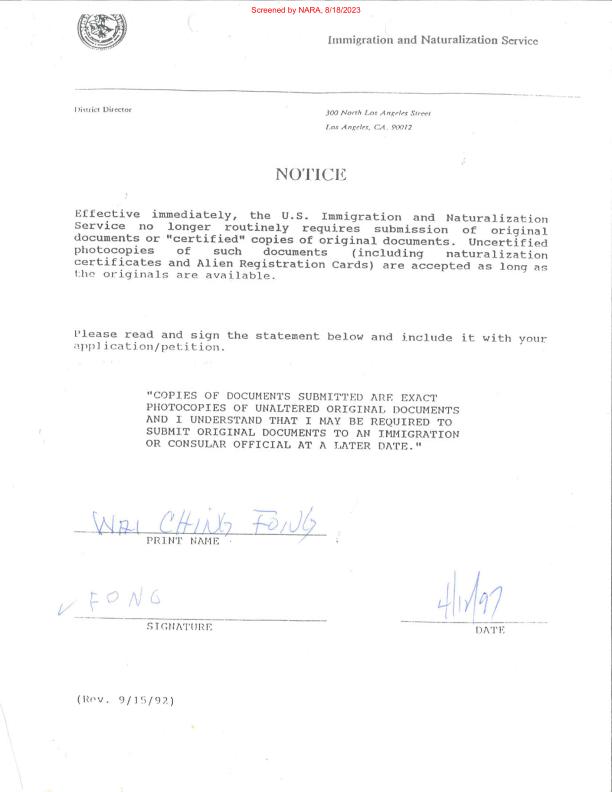 Screened by NARA, 8/18/2023
Immigration and Naturalization Service
District Director
300 North Los Angeles Street
Los Angeles, CA. 90012
NOTICE
Effective immediately, the U.S. Immigration and Naturalization
Service no longer routinely requires submission of original
documents or "certified" copies of original documents. Uncertified
photocopies of such documents (including naturalization
certificates and Alien Registration Cards) are accepted as long as
the originals are available.
Please read and sign the statement below and include it with your
application/petition.
"COPIES OF DOCUMENTS SUBMITTED ARE EXACT
PHOTOCOPIES OF UNALTERED ORIGINAL DOCUMENTS
AND I UNDERSTAND THAT I MAY BE REQUIRED TO
SUBMIT ORIGINAL DOCUMENTS TO AN IMMIGRATION
OR CONSULAR OFFICIAL AT A LATER DATE."
WAI CHING FONG
PRINT NAME
FONG
4/12/97
SIGNATURE
DATE
(Rev. 9/15/92)